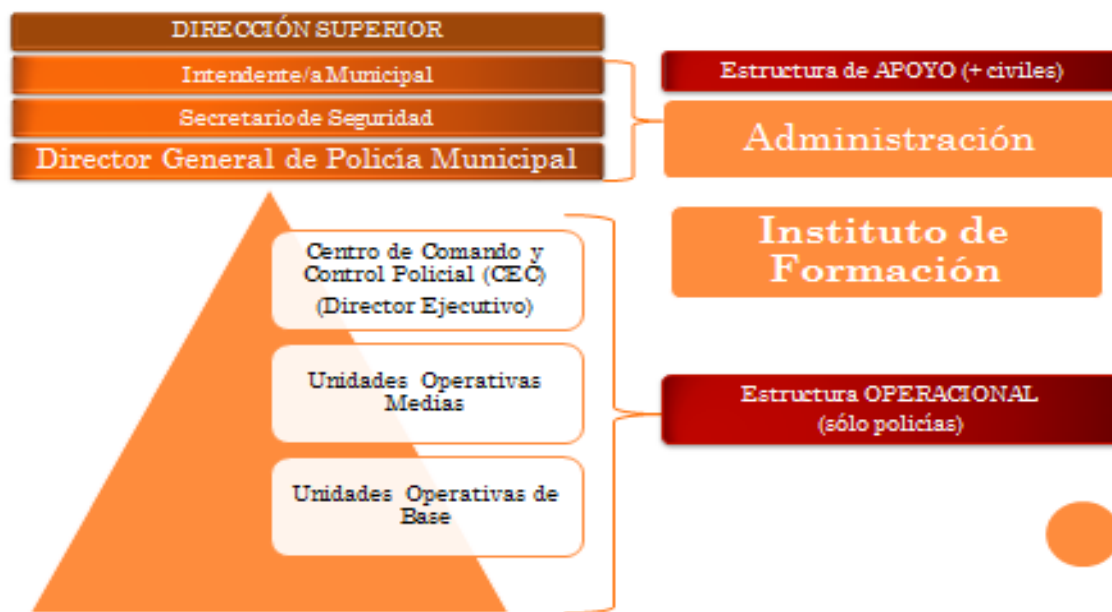 DIRECCIÓN SUPERIOR
Intendente/a Municipal
Secretario de Seguridad
Director General de Policía Municipal
Centro de Comando y
Control Policial (CEC)
(Director Ejecutivo)
Unidades Operativas
Medias
Unidades Operativas de
Base
Estructura de APOYO (+ civiles)
Administración
Instituto de
Formación
Estructura OPERACIONAL
(sólo policías)